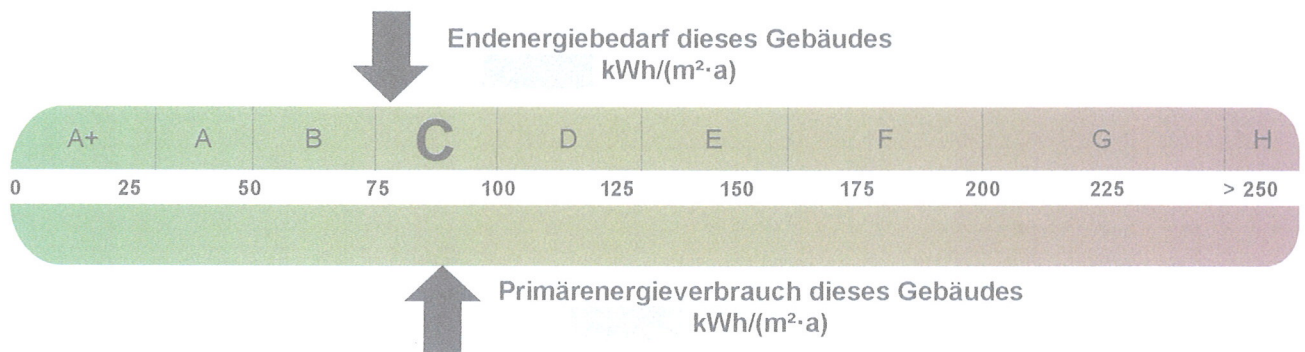 Endenergiebedarf dieses Gebäudes
kWh/(m²·a)
A+ A B C D E F G H
0 25 50 75 100 125 150 175 200 225 > 250
Primärenergieverbrauch dieses Gebäudes
kWh/(m²·a)